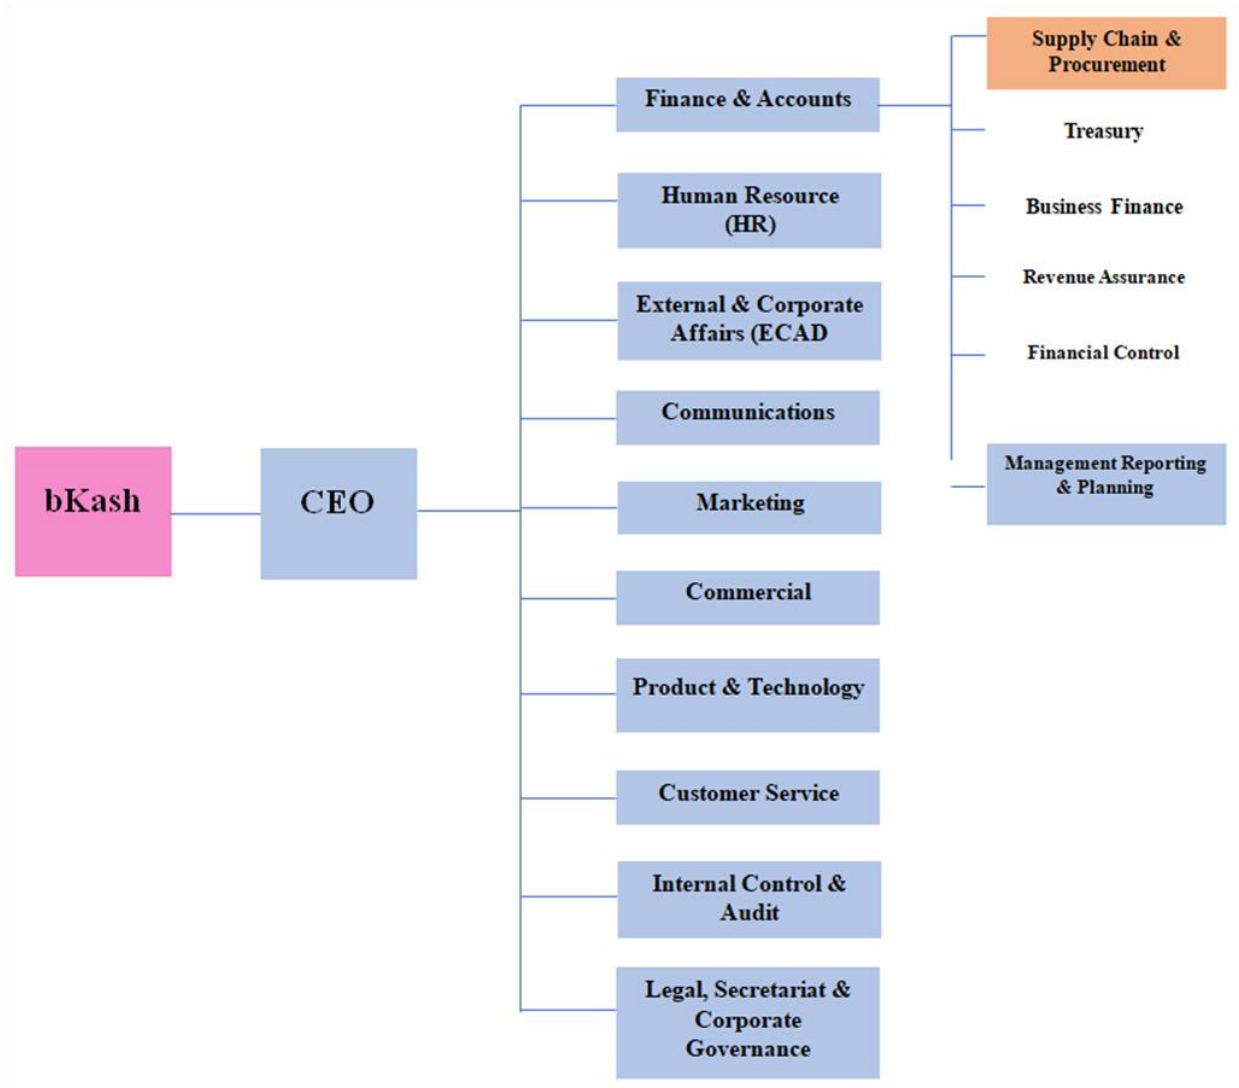 bKash
CEO
Finance & Accounts
Human Resource
(HR)
External & Corporate
Affairs (ECAD
Communications
Marketing
Commercial
Product & Technology
Customer Service
Internal Control &
Audit
Legal, Secretariat &
Corporate
Governance
Supply Chain &
Procurement
Treasury
Business Finance
Revenue Assurance
Financial Control
Management Reporting
& Planning